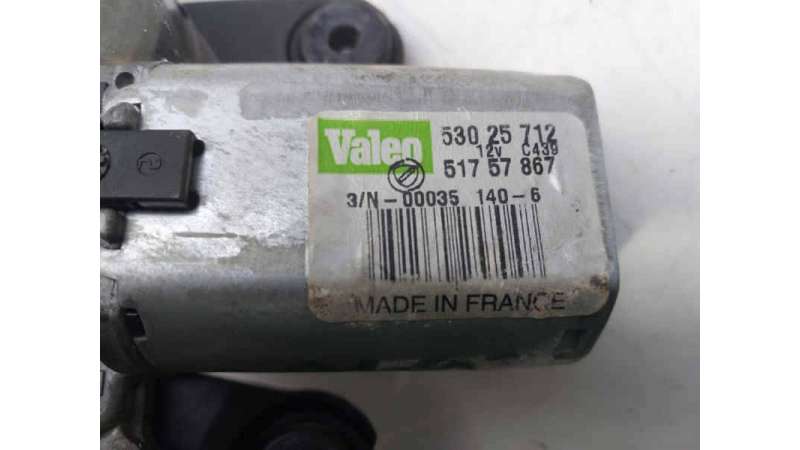 Valeo
530 25 712
12V C439
517 57 867
3/N-00035 140-6
MADE IN FRANCE